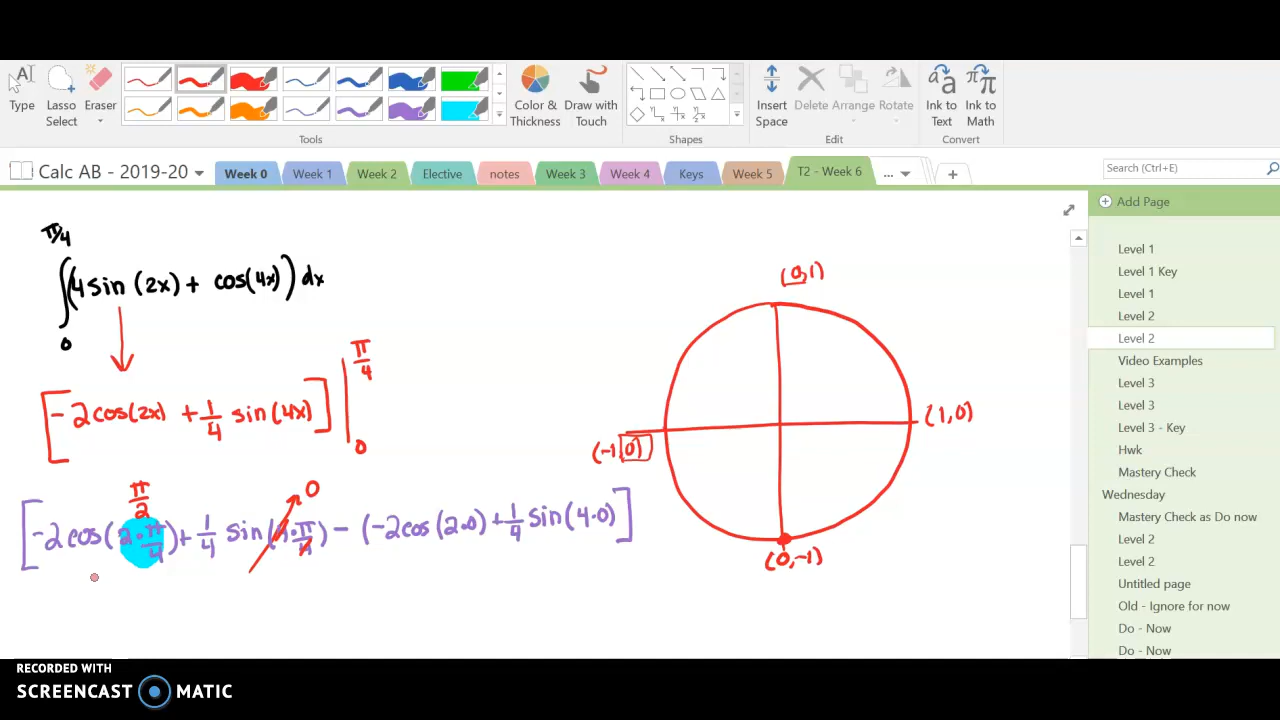 Type
Lasso Select
Eraser
Color & Thickness
Draw with Touch
Insert Space
Delete
Arrange
Rotate
Ink to Text
Ink to Math
Tools
Shapes
Edit
Convert
Calc AB - 2019-20
Week 0
Week 1
Week 2
Elective
notes
Week 3
Week 4
Keys
Week 5
T2 - Week 6
...
Search (Ctrl+E)
Add Page
Level 1
Level 1 Key
Level 1
Level 2
Level 2
Video Examples
Level 3
Level 3
Level 3 - Key
Hwk
Mastery Check
Wednesday
Mastery Check as Do now
Level 2
Level 2
Untitled page
Old - Ignore for now
Do - Now
Do - Now
π/4
∫(4sin(2x) + cos(4x))dx
0
[-2cos(2x) + 1/4 sin(4x)] | π/4
0
π/2
0
[-2cos(2·π/4) + 1/4 sin(4·π/4) - (-2cos(2·0) + 1/4 sin(4·0)]
(0,1)
(1,0)
(-1,0)
(0,-1)
RECORDED WITH
SCREENCAST MATIC